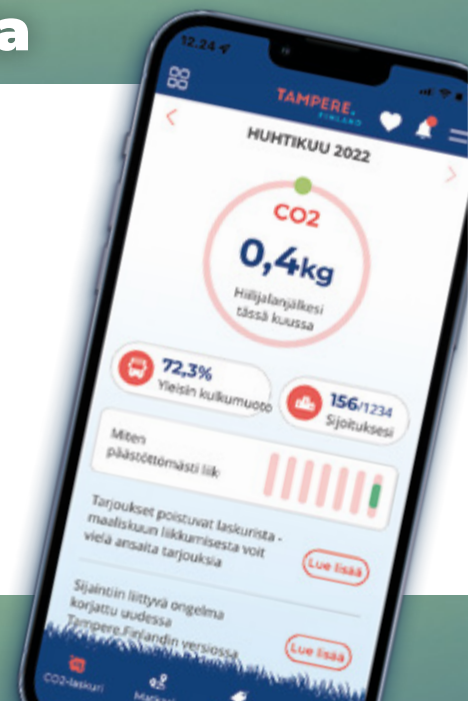 a
12.24
TAMPERE.
FINLAND
HUHTIKUU 2022
CO2
0,4kg
Hiilijalanjälkesi
tässä kuussa
72,3%
Yleisin kulkumuoto
156/1234
Sijoituksesi
Miten
päästöttömästi liik
Tarjoukset poistuvat laskurista -
maaliskuun liikkumisesta voit
vielä ansaita tarjouksia
Lue lisää
Sijaintiin liittyvä ongelma
korjattu uudessa
Tampere.Finlandin versiossa
Lue lisää
CO2-laskuri